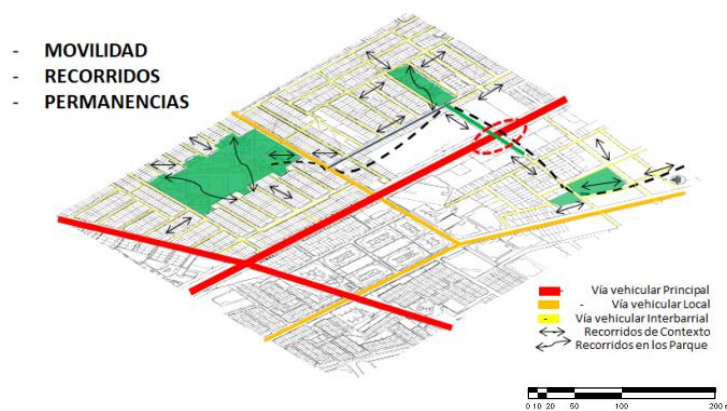 - MOVILIDAD
- RECORRIDOS
- PERMANENCIAS
- Vía vehicular Principal
- Vía vehicular Local
- Vía vehicular Interbarrial
Recorridos de Contexto
Recorridos en los Parque
0 10 20 50 100 200